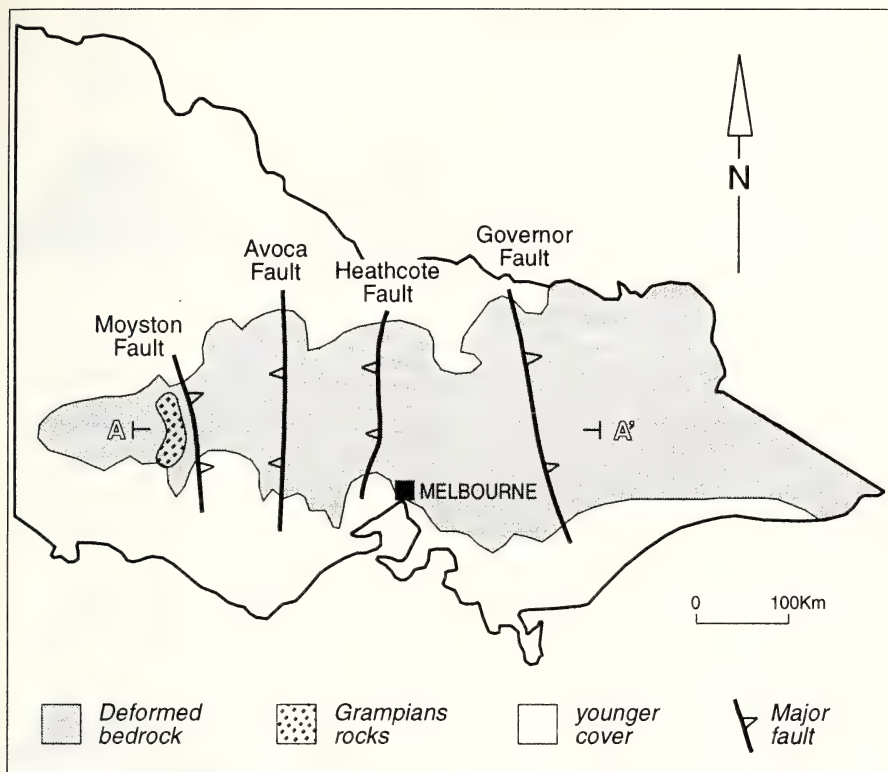 N
Governor
Fault
Avoca
Fault
Heathcote
Fault
Moyston
Fault
A
A'
MELBOURNE
0 100Km
Deformed
bedrock
Grampians
rocks
younger
cover
Major
fault